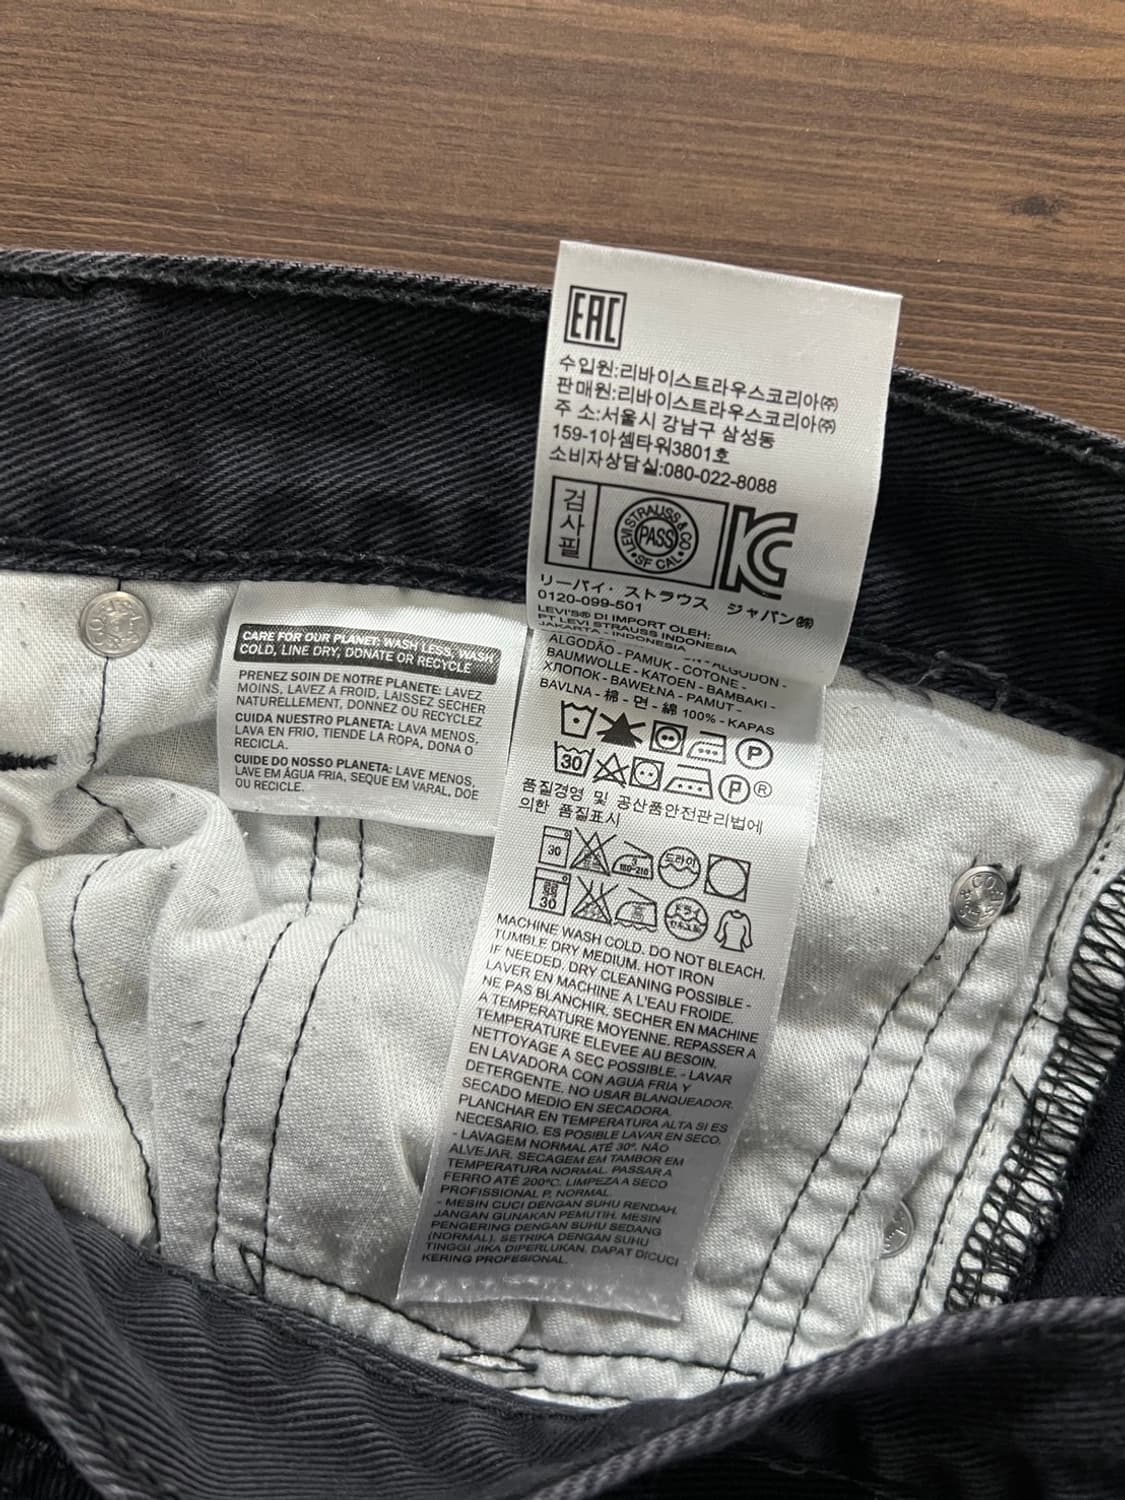 EAC
수입원:리바이스트라우스코리아㈜
판매원:리바이스트라우스코리아㈜
주 소:서울시 강남구 삼성동
159-1아셈타워3801호
소비자상담실:080-022-8088
검사필
LEVI STRAUSS & CO
PASS
SF CAL
KC
リーバイ・ストラウス ジャパン㈱
0120-099-501
LEVI'S® DI IMPORT OLEH:
PT LEVI STRAUSS INDONESIA
JAKARTA - INDONESIA
ALGODÓN -
ALGODÃO - PAMUK - COTONE -
BAUMWOLLE - KATOEN - BAMBAKI -
ХЛОПОК - BAWEŁNA - PAMUT -
BAVLNA - 棉 - 면 - 綿 100% - KAPAS
P
30
P ®
품질경영 및 공산품안전관리법에
의한 품질표시
30
3
180~210
드라이
弱
30
ドライ
MACHINE WASH COLD. DO NOT BLEACH.
TUMBLE DRY MEDIUM. HOT IRON
IF NEEDED. DRY CLEANING POSSIBLE -
LAVER EN MACHINE A L'EAU FROIDE.
NE PAS BLANCHIR. SECHER EN MACHINE
A TEMPERATURE MOYENNE. REPASSER A
TEMPERATURE ELEVEE AU BESOIN.
NETTOYAGE A SEC POSSIBLE. - LAVAR
EN LAVADORA CON AGUA FRIA Y
DETERGENTE. NO USAR BLANQUEADOR.
SECADO MEDIO EN SECADORA.
PLANCHAR EN TEMPERATURA ALTA SI ES
NECESARIO. ES POSIBLE LAVAR EN SECO.
- LAVAGEM NORMAL ATÉ 30º. NÃO
ALVEJAR. SECAGEM EM TAMBOR EM
TEMPERATURA NORMAL. PASSAR A
FERRO ATÉ 200ºC. LIMPEZA A SECO
PROFISSIONAL P, NORMAL.
- MESIN CUCI DENGAN SUHU RENDAH.
JANGAN GUNAKAN PEMUTIH. MESIN
PENGERING DENGAN SUHU SEDANG
(NORMAL). SETRIKA DENGAN SUHU
TINGGI JIKA DIPERLUKAN. DAPAT DICUCI
KERING PROFESIONAL.
CARE FOR OUR PLANET: WASH LESS, WASH
COLD, LINE DRY, DONATE OR RECYCLE
PRENEZ SOIN DE NOTRE PLANETE: LAVEZ
MOINS, LAVEZ À FROID, LAISSEZ SECHER
NATURELLEMENT, DONNEZ OU RECYCLEZ
CUIDA NUESTRO PLANETA: LAVA MENOS,
LAVA EN FRIO, TIENDE LA ROPA, DONA O
RECICLA.
CUIDE DO NOSSO PLANETA: LAVE MENOS,
LAVE EM ÁGUA FRIA, SEQUE EM VARAL, DOE
OU RECICLE.